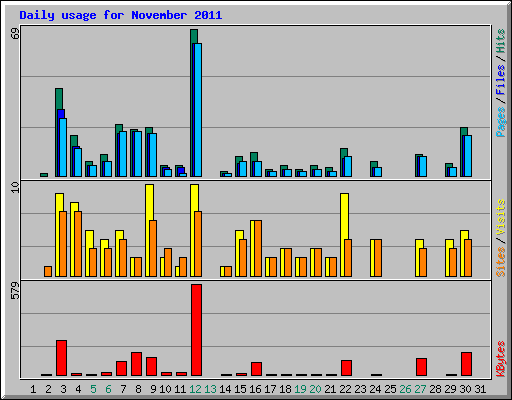 Daily usage for November 2011
69
Pages/Files/Hits
10
Sites/Visits
579
KBytes
1 2 3 4 5 6 7 8 9 10 11 12 13 14 15 16 17 18 19 20 21 22 23 24 25 26 27 28 29 30 31